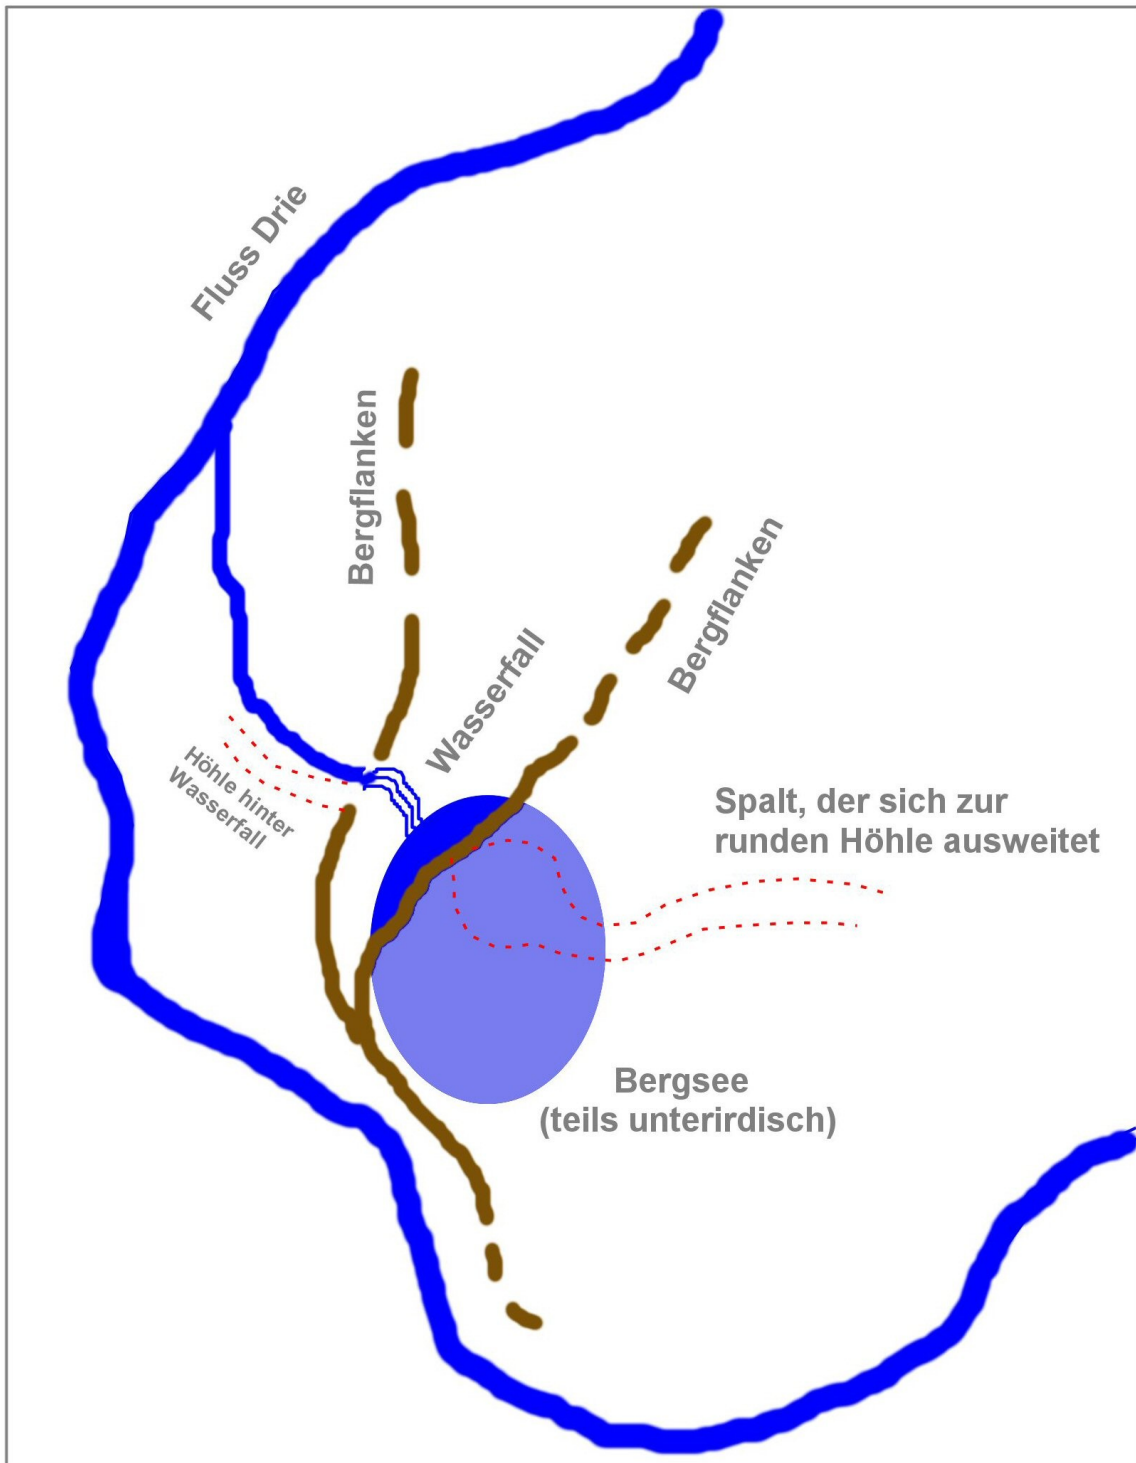 Fluss Drie
Bergflanken
Bergflanken
Wasserfall
Höhle hinter
Wasserfall
Spalt, der sich zur
runden Höhle ausweitet
Bergsee
(teils unterirdisch)